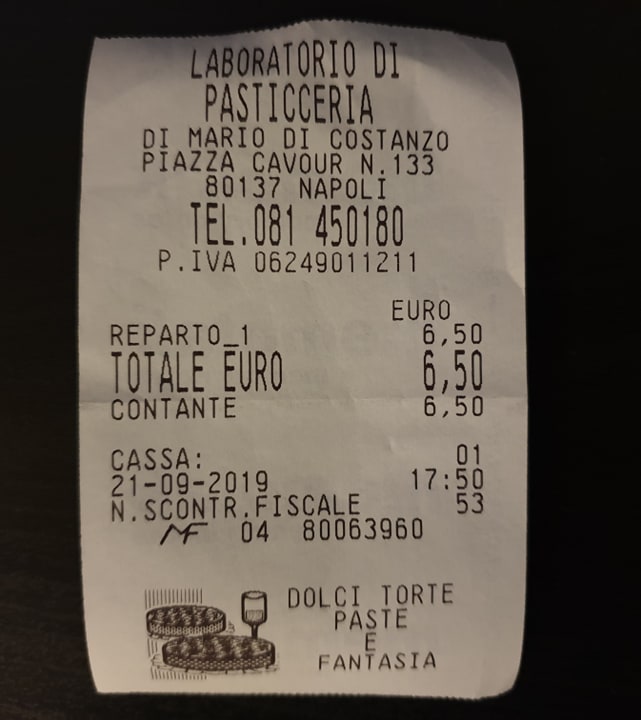 LABORATORIO DI
PASTICCERIA
DI MARIO DI COSTANZO
PIAZZA CAVOUR N.133
80137 NAPOLI
TEL.081 450180
P.IVA 06249011211
EURO
REPARTO_1 6,50
TOTALE EURO 6,50
CONTANTE 6,50
CASSA: 01
21-09-2019 17:50
N.SCONTR.FISCALE 53
MF 04 80063960
DOLCI TORTE
PASTE
E
FANTASIA